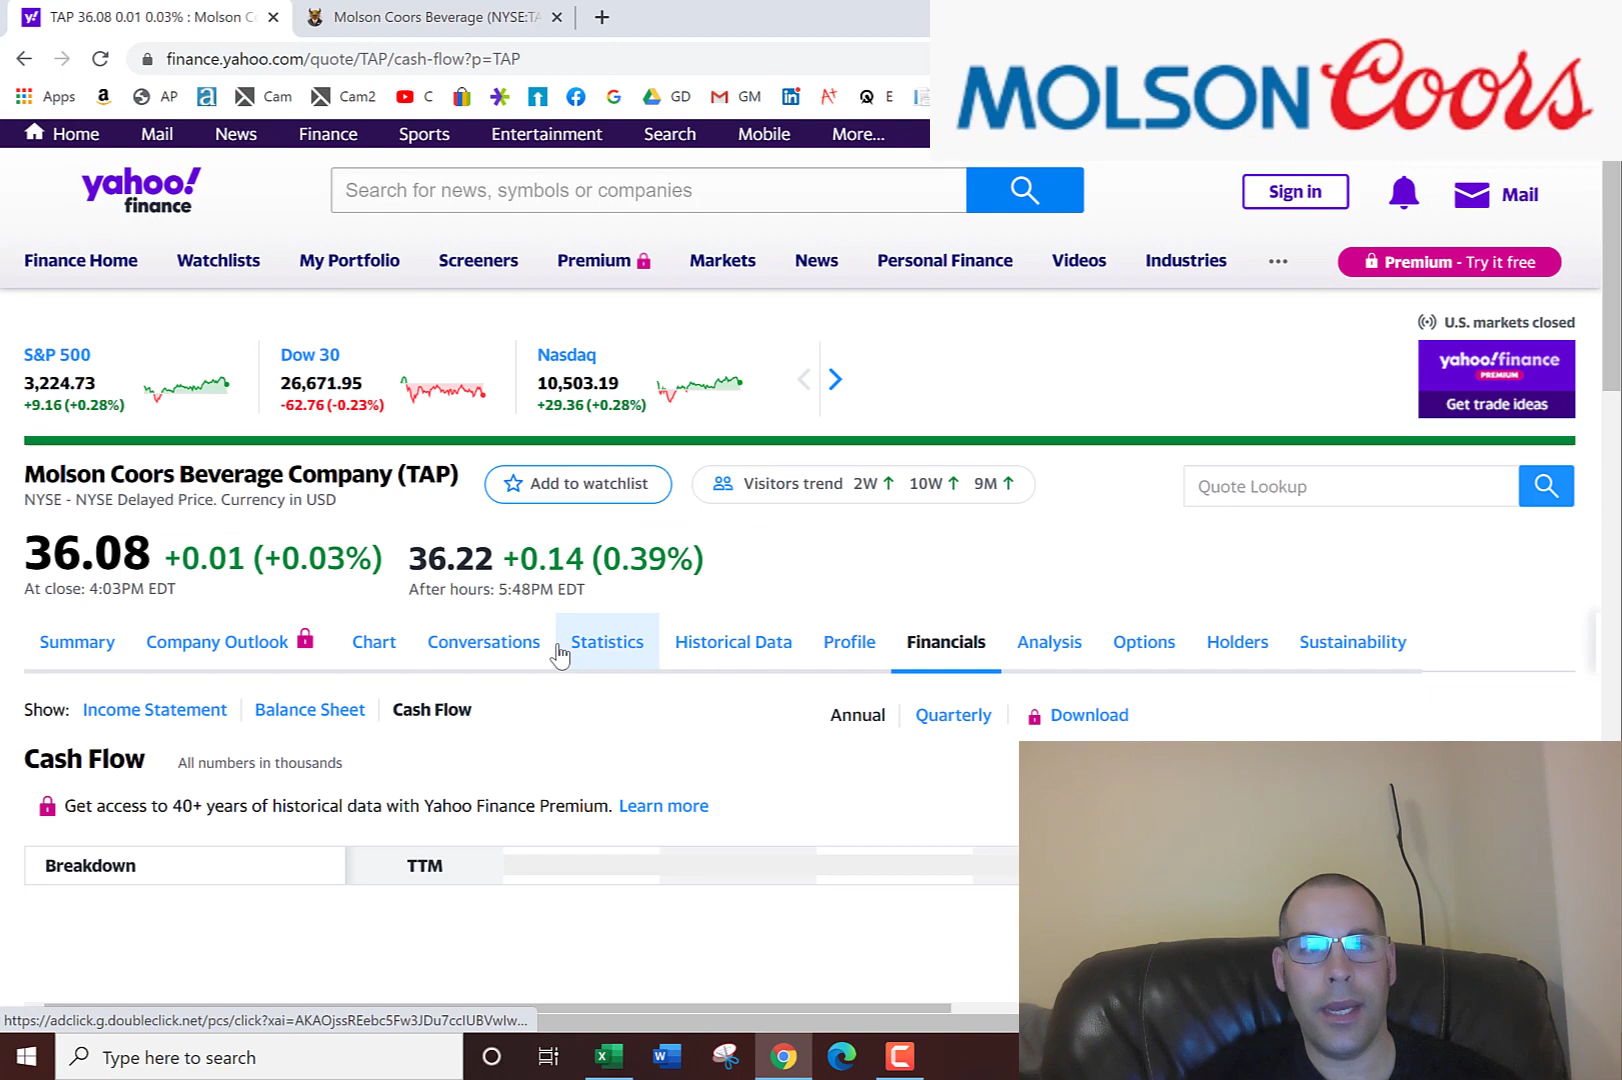 TAP 36.08 0.01 0.03% : Molson Co
Molson Coors Beverage (NYSE:TA
finance.yahoo.com/quote/TAP/cash-flow?p=TAP
Apps AP Cam Cam2 C GD GM E
MOLSON Coors
Home Mail News Finance Sports Entertainment Search Mobile More...
yahoo!
finance
Search for news, symbols or companies
Sign in
Mail
Finance Home Watchlists My Portfolio Screeners Premium Markets News Personal Finance Videos Industries ... Premium - Try it free
U.S. markets closed
S&P 500
3,224.73
+9.16 (+0.28%)
Dow 30
26,671.95
-62.76 (-0.23%)
Nasdaq
10,503.19
+29.36 (+0.28%)
yahoo!finance
PREMIUM
Get trade ideas
Molson Coors Beverage Company (TAP)
NYSE - NYSE Delayed Price. Currency in USD
Add to watchlist
Visitors trend 2W↑ 10W↑ 9M↑
Quote Lookup
36.08 +0.01 (+0.03%)
At close: 4:03PM EDT
36.22 +0.14 (0.39%)
After hours: 5:48PM EDT
Summary Company Outlook Chart Conversations Statistics Historical Data Profile Financials Analysis Options Holders Sustainability
Show: Income Statement Balance Sheet Cash Flow
Annual Quarterly Download
Cash Flow All numbers in thousands
Get access to 40+ years of historical data with Yahoo Finance Premium. Learn more
Breakdown TTM
https://adclick.g.doubleclick.net/pcs/click?xai=AKAOjssREebc5Fw3JDu7cclUBVwlw...
Type here to search